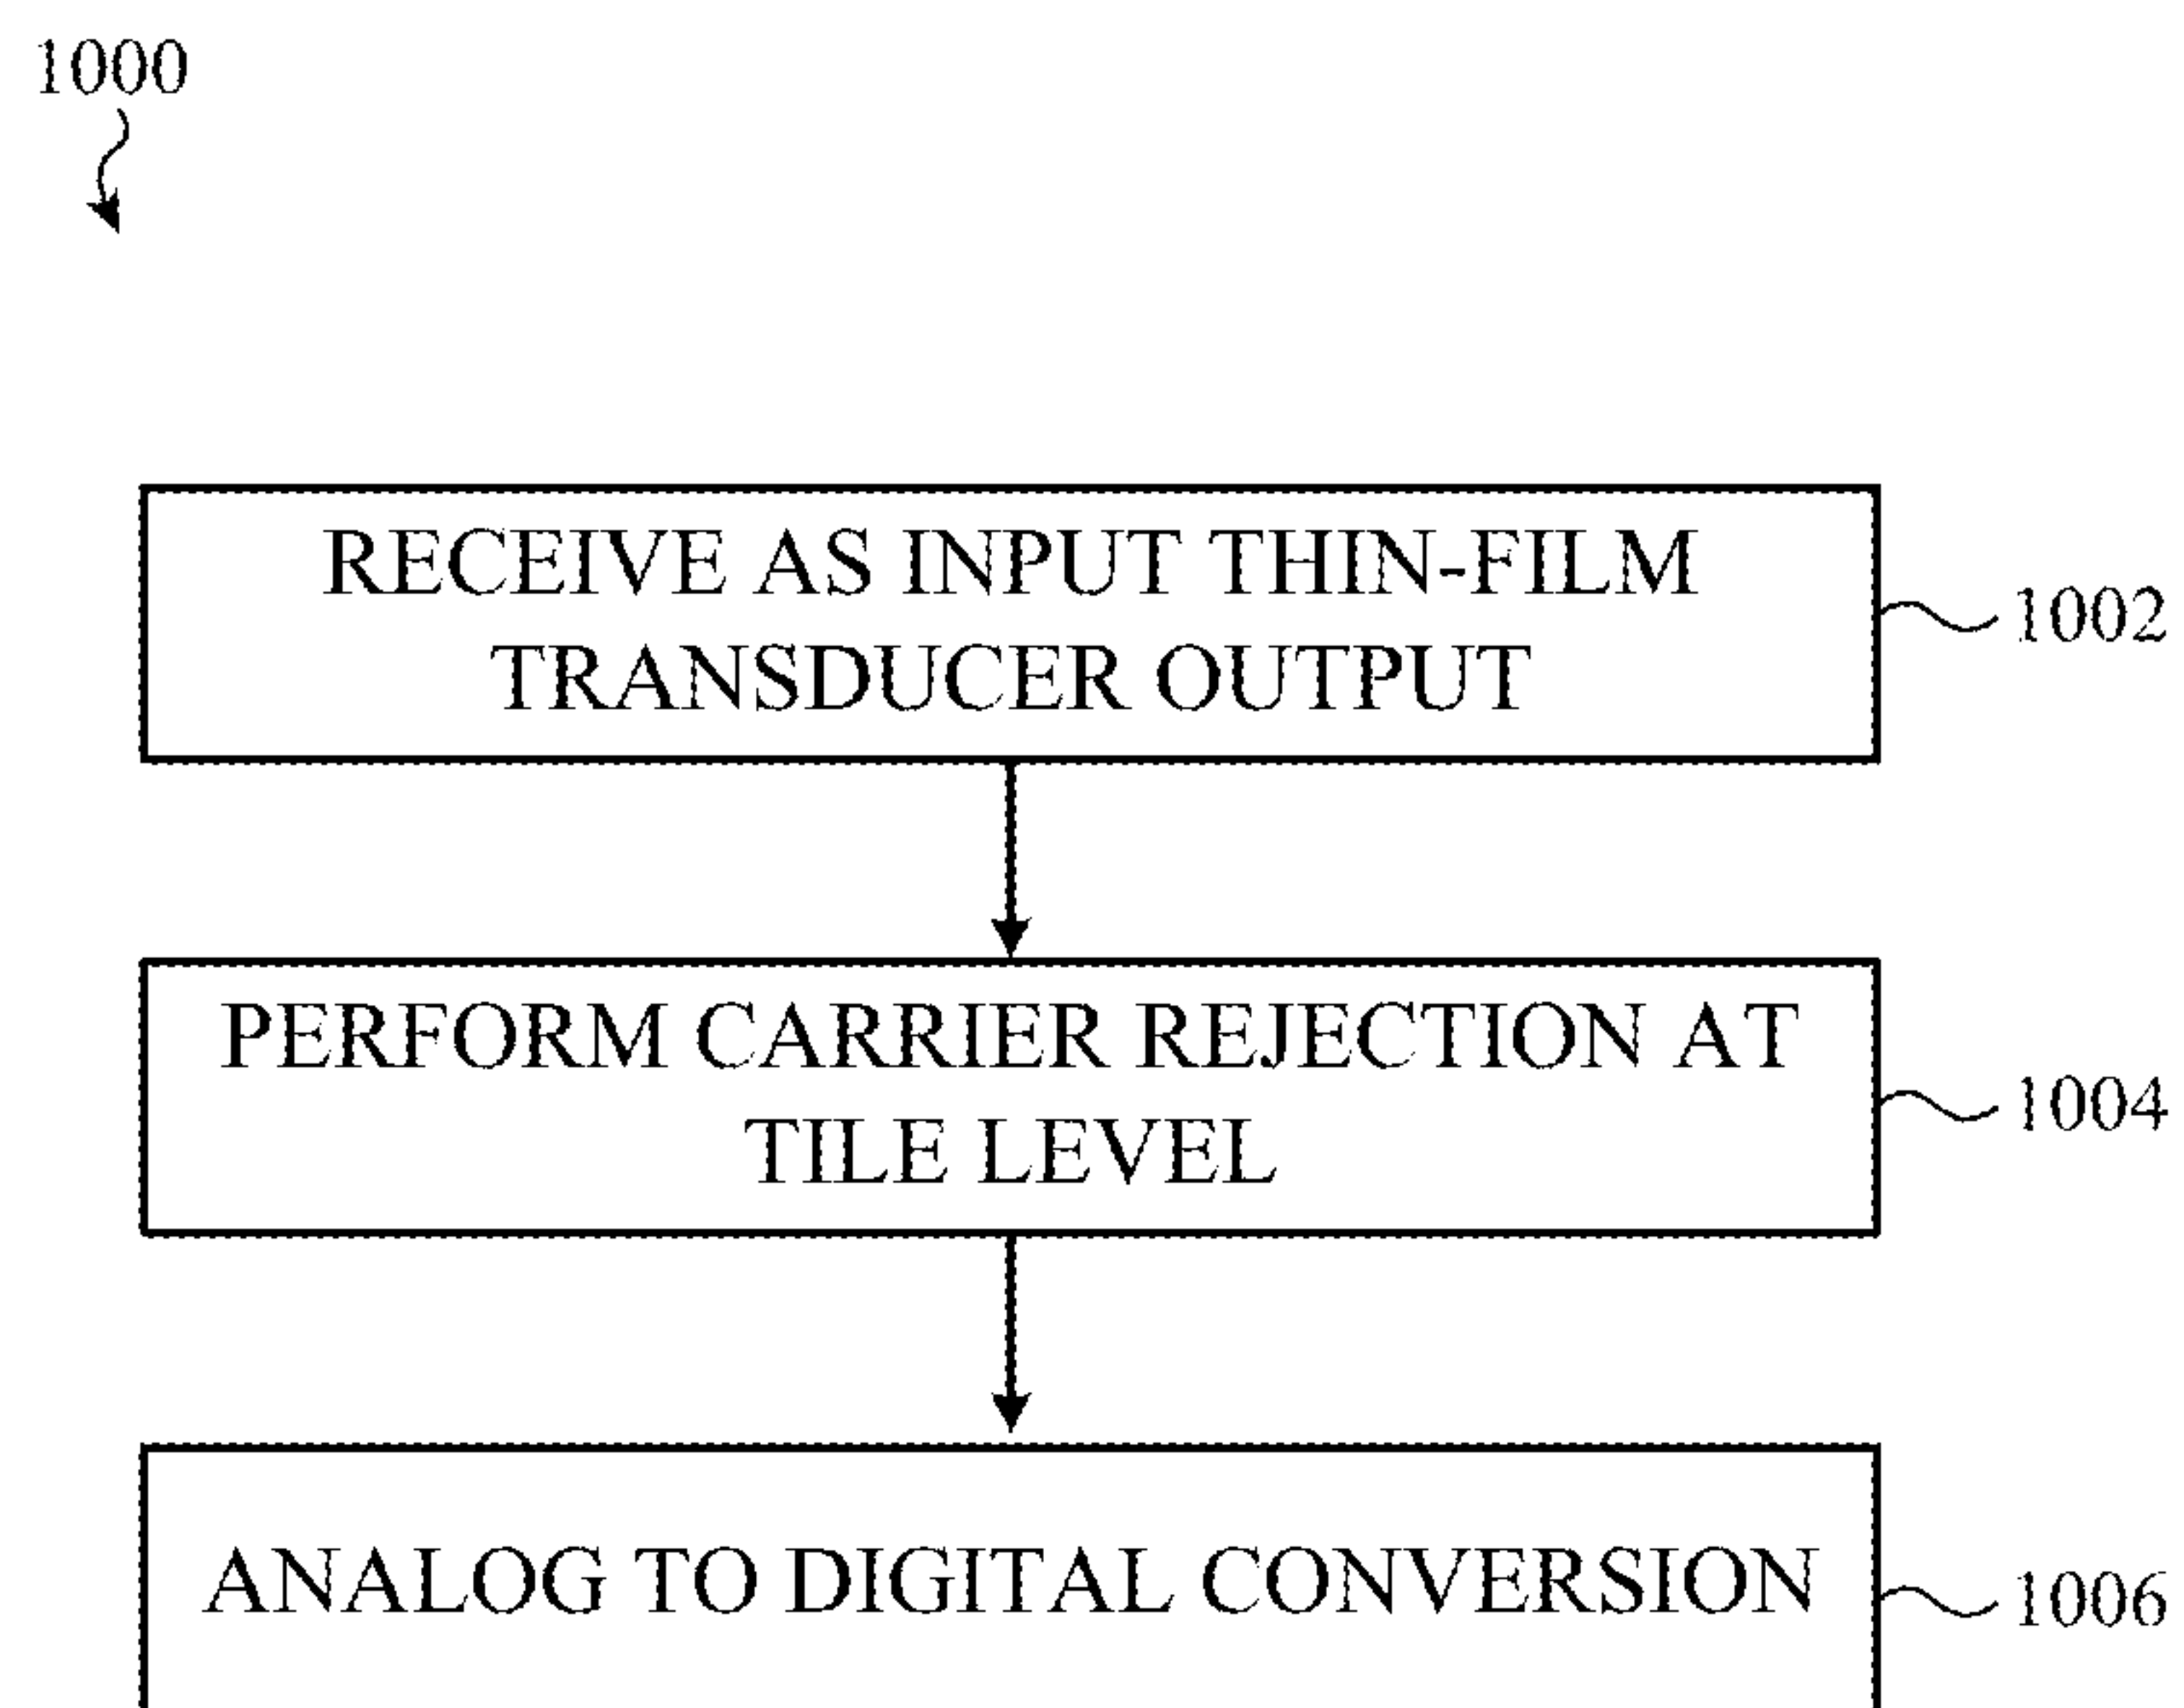 1000
RECEIVE AS INPUT THIN-FILM
TRANSDUCER OUTPUT
1002
PERFORM CARRIER REJECTION AT
TILE LEVEL
1004
ANALOG TO DIGITAL CONVERSION
1006